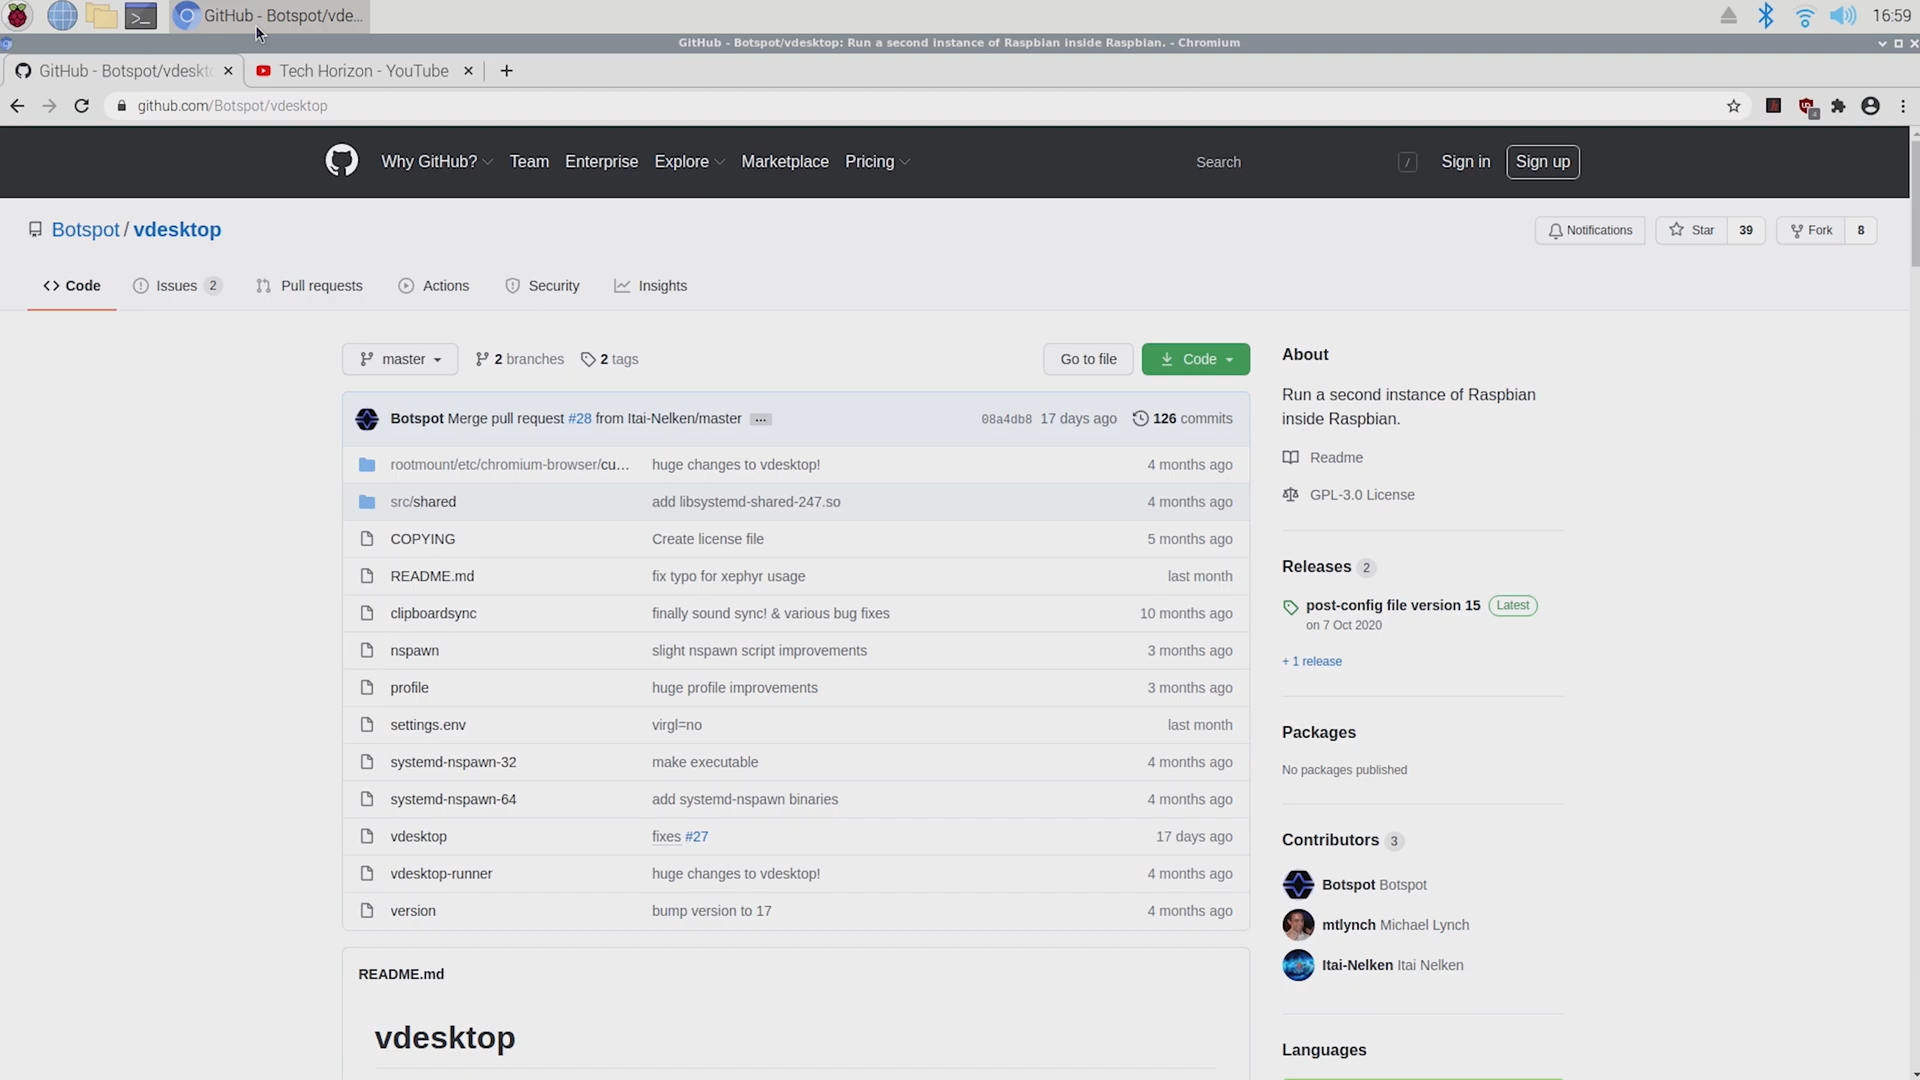 GitHub - Botspot/vde...
16:59
GitHub - Botspot/vdesktop: Run a second instance of Raspbian inside Raspbian. - Chromium
GitHub - Botspot/vdeskt
Tech Horizon - YouTube
github.com/Botspot/vdesktop
4
Why GitHub? Team Enterprise Explore Marketplace Pricing
Search
/
Sign in
Sign up
Botspot / vdesktop
Notifications
Star 39
Fork 8
<> Code
Issues 2
Pull requests
Actions
Security
Insights
master
2 branches
2 tags
Go to file
Code
Botspot Merge pull request #28 from Itai-Nelken/master ...
08a4db8 17 days ago
126 commits
rootmount/etc/chromium-browser/cu... huge changes to vdesktop! 4 months ago
src/shared add libsystemd-shared-247.so 4 months ago
COPYING Create license file 5 months ago
README.md fix typo for xephyr usage last month
clipboardsync finally sound sync! & various bug fixes 10 months ago
nspawn slight nspawn script improvements 3 months ago
profile huge profile improvements 3 months ago
settings.env virgl=no last month
systemd-nspawn-32 make executable 4 months ago
systemd-nspawn-64 add systemd-nspawn binaries 4 months ago
vdesktop fixes #27 17 days ago
vdesktop-runner huge changes to vdesktop! 4 months ago
version bump version to 17 4 months ago
README.md
vdesktop
About
Run a second instance of Raspbian
inside Raspbian.
Readme
GPL-3.0 License
Releases 2
post-config file version 15 Latest
on 7 Oct 2020
+ 1 release
Packages
No packages published
Contributors 3
Botspot Botspot
mtlynch Michael Lynch
Itai-Nelken Itai Nelken
Languages